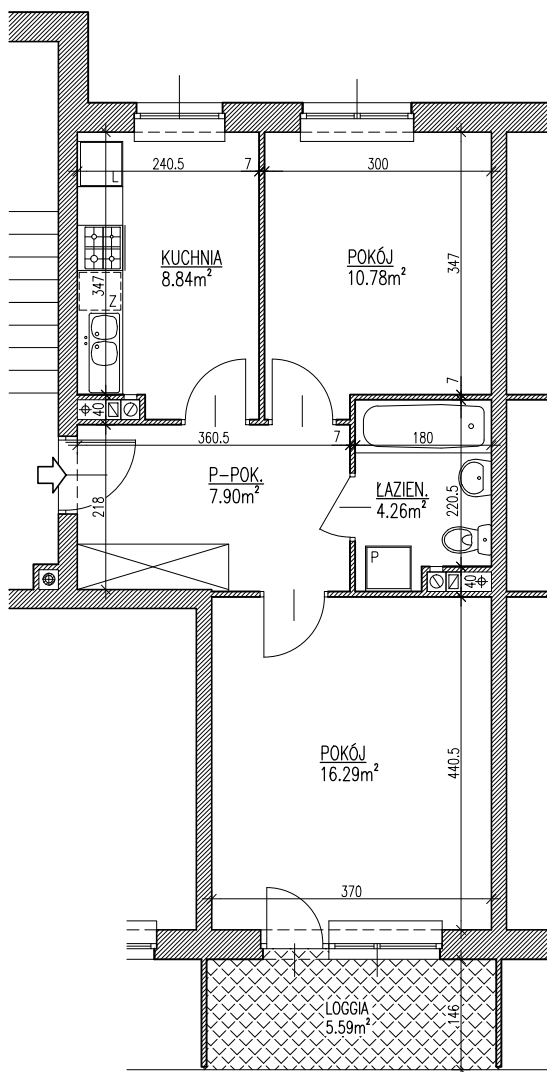 240.5
7
300
L
KUCHNIA
8.84m²
POKÓJ
10.78m²
347
347
Z
7
40
360.5
7
180
P-POK.
7.90m²
ŁAZIEN.
4.26m²
218
220.5
P
40
POKÓJ
16.29m²
440.5
370
LOGGIA
5.59m²
146